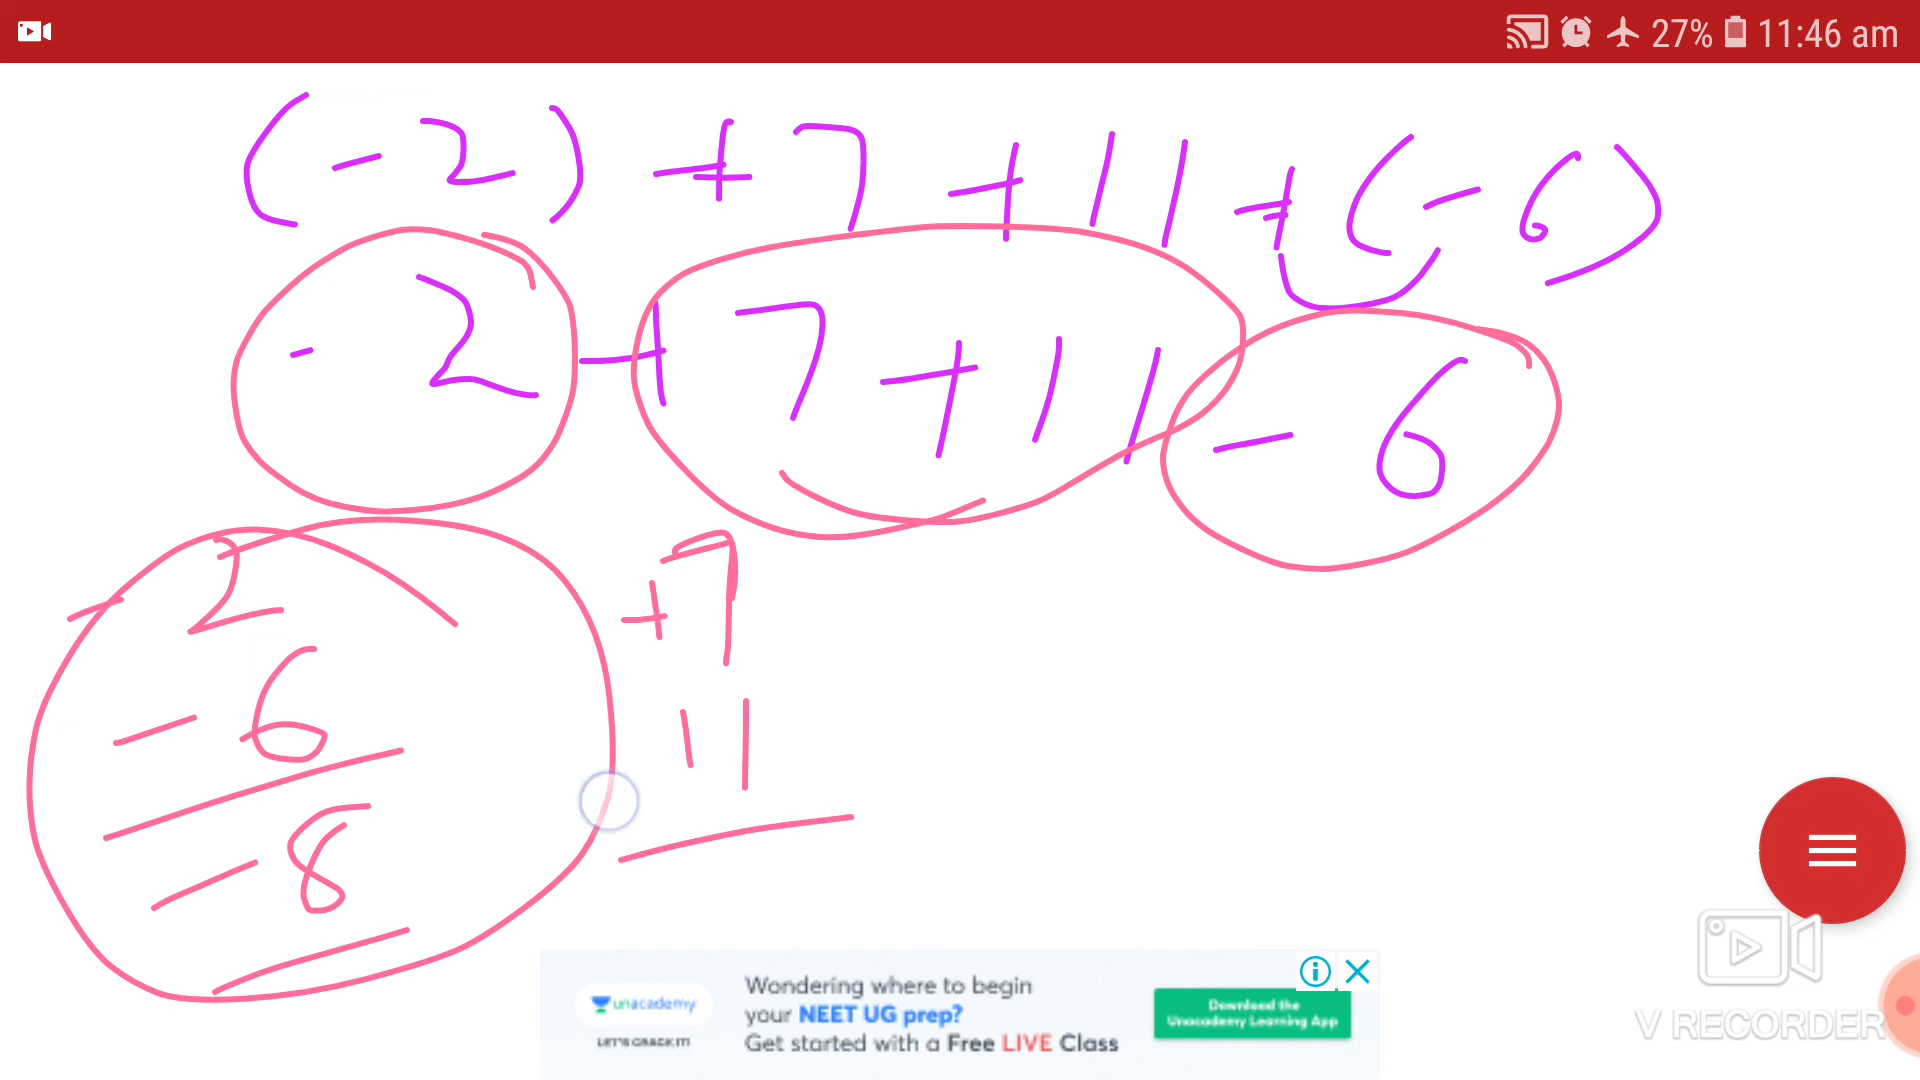 27% 11:46 am
(-2) + 7 + 11 + (-6)
- 2 + 7 + 11 - 6
- 2
- 6
- 8
+ 7
11
unacademy
LET'S CRACK IT!
Wondering where to begin
your NEET UG prep?
Get started with a Free LIVE Class
Download the
Unacademy Learning App
V RECORDER